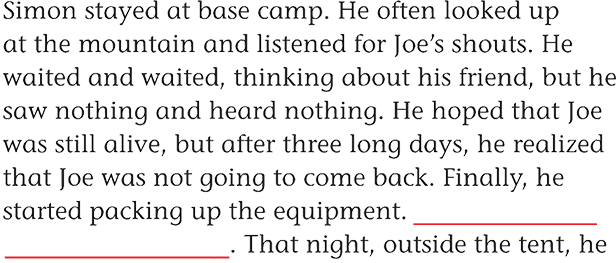 Simon stayed at base camp. He often looked up
at the mountain and listened for Joe’s shouts. He
waited and waited, thinking about his friend, but he
saw nothing and heard nothing. He hoped that Joe
was still alive, but after three long days, he realized
that Joe was not going to come back. Finally, he
started packing up the equipment.
. That night, outside the tent, he